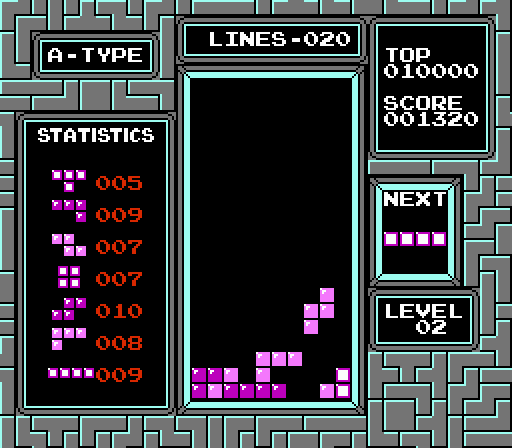 LINES-020
A-TYPE
TOP
010000
SCORE
001320
STATISTICS
005
009
007
007
010
008
009
NEXT
LEVEL
02